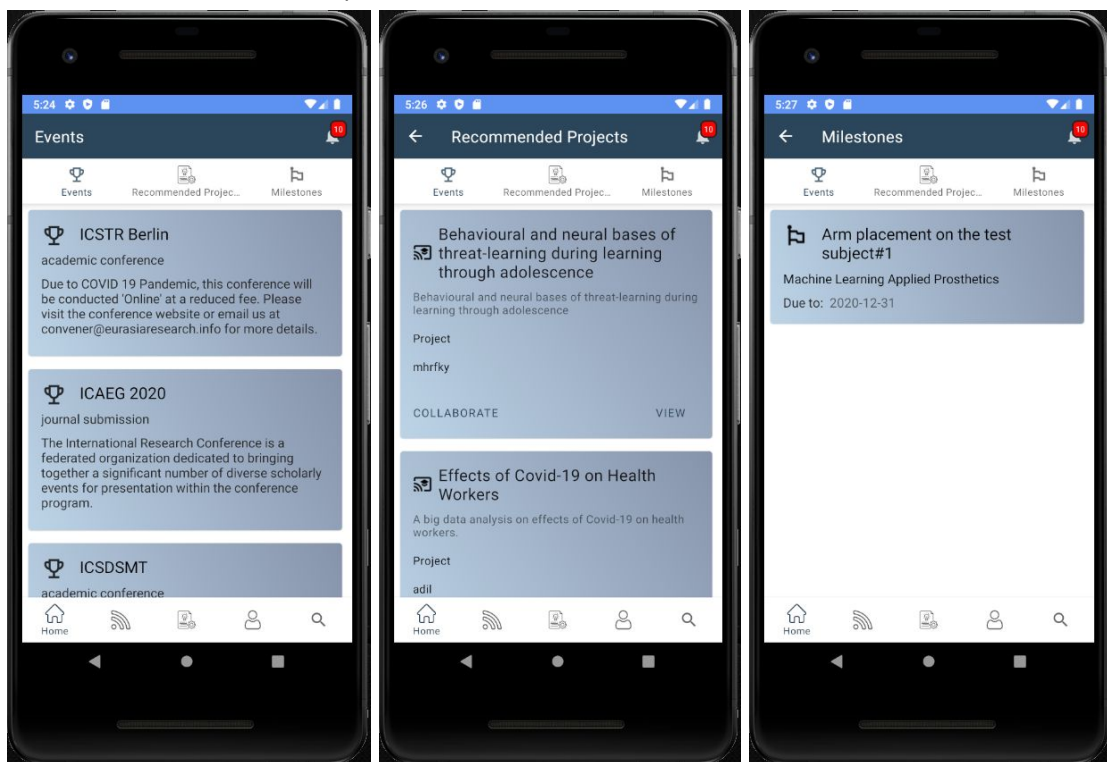 5:24
Events
10
Events
Recommended Projec...
Milestones
ICSTR Berlin
academic conference
Due to COVID 19 Pandemic, this conference will
be conducted 'Online' at a reduced fee. Please
visit the conference website or email us at
convener@eurasiaresearch.info for more details.
ICAEG 2020
journal submission
The International Research Conference is a
federated organization dedicated to bringing
together a significant number of diverse scholarly
events for presentation within the conference
program.
ICSDSMT
academic conference
Home
5:26
Recommended Projects
10
Events
Recommended Projec...
Milestones
Behavioural and neural bases of
threat-learning during learning
through adolescence
Behavioural and neural bases of threat-learning during
learning through adolescence
Project
mhrfky
COLLABORATE
VIEW
Effects of Covid-19 on Health
Workers
A big data analysis on effects of Covid-19 on health
workers.
Project
adil
Home
5:27
Milestones
10
Events
Recommended Projec...
Milestones
Arm placement on the test
subject#1
Machine Learning Applied Prosthetics
Due to: 2020-12-31
Home